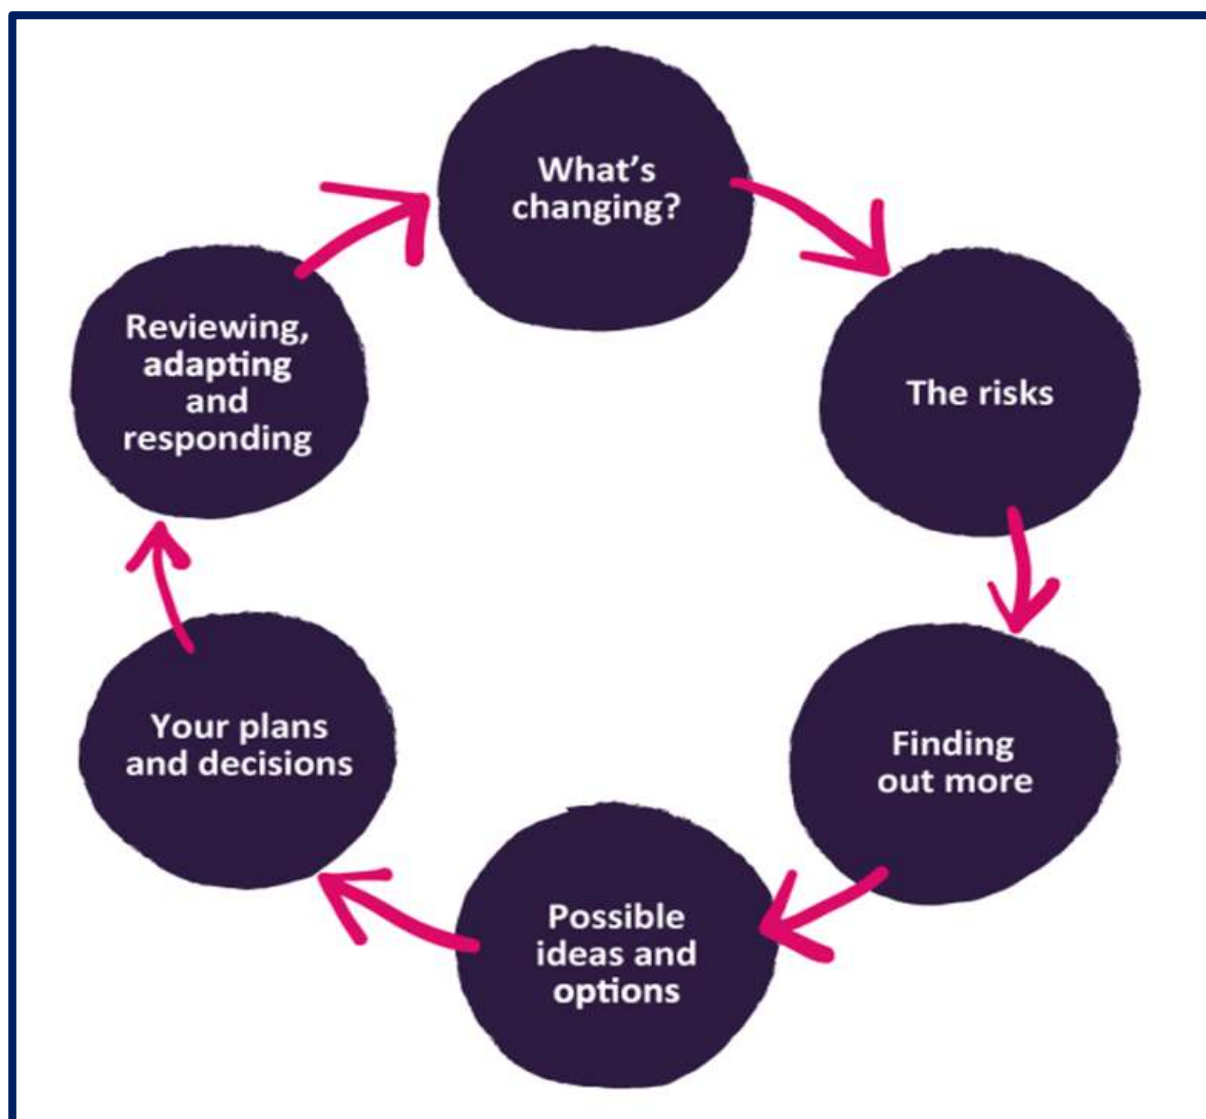 What's
changing?
The risks
Finding
out more
Possible
ideas and
options
Your plans
and decisions
Reviewing,
adapting
and
responding